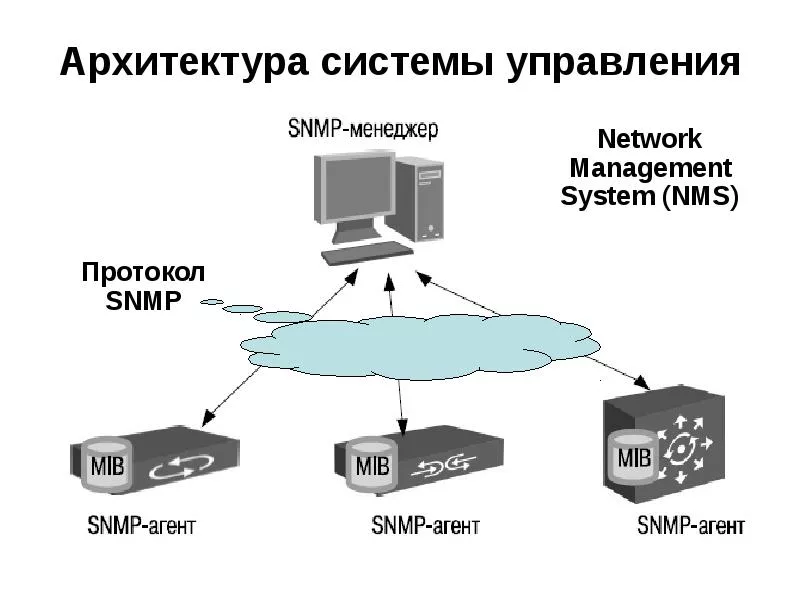 Архитектура системы управления
SNMP-менеджер
Network
Management
System (NMS)
Протокол
SNMP
MIB
MIB
MIB
SNMP-агент
SNMP-агент
SNMP-агент